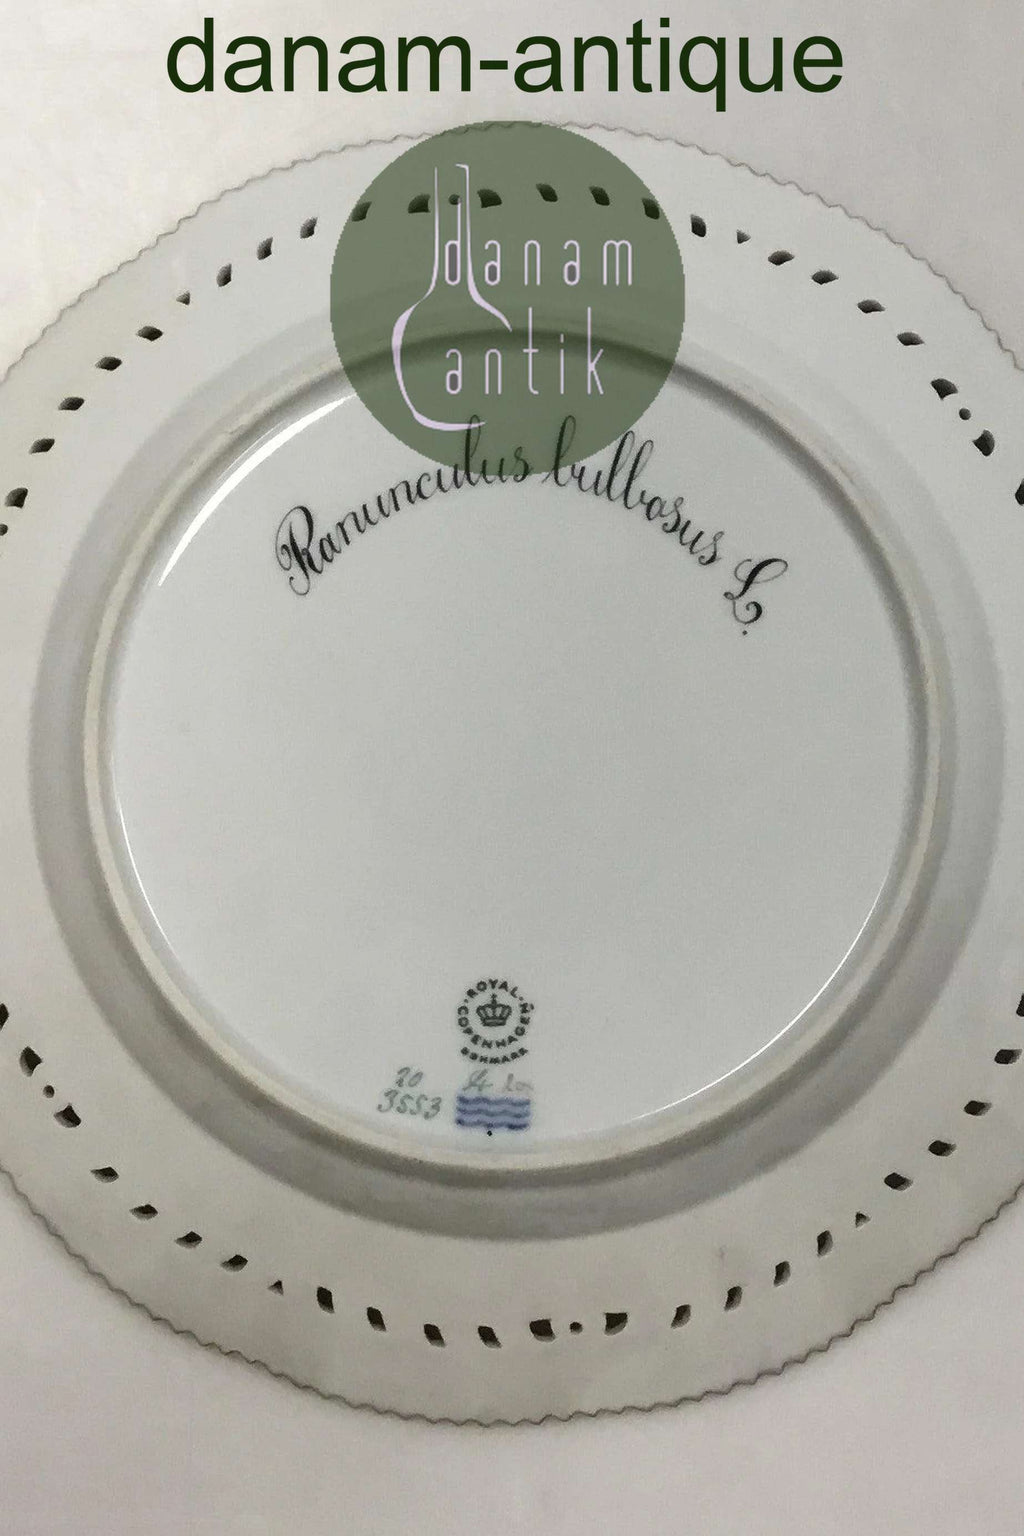 danam-antique
danam
antik
Ranunculus bulbosus L.
ROYAL COPENHAGEN
DENMARK
20
3553